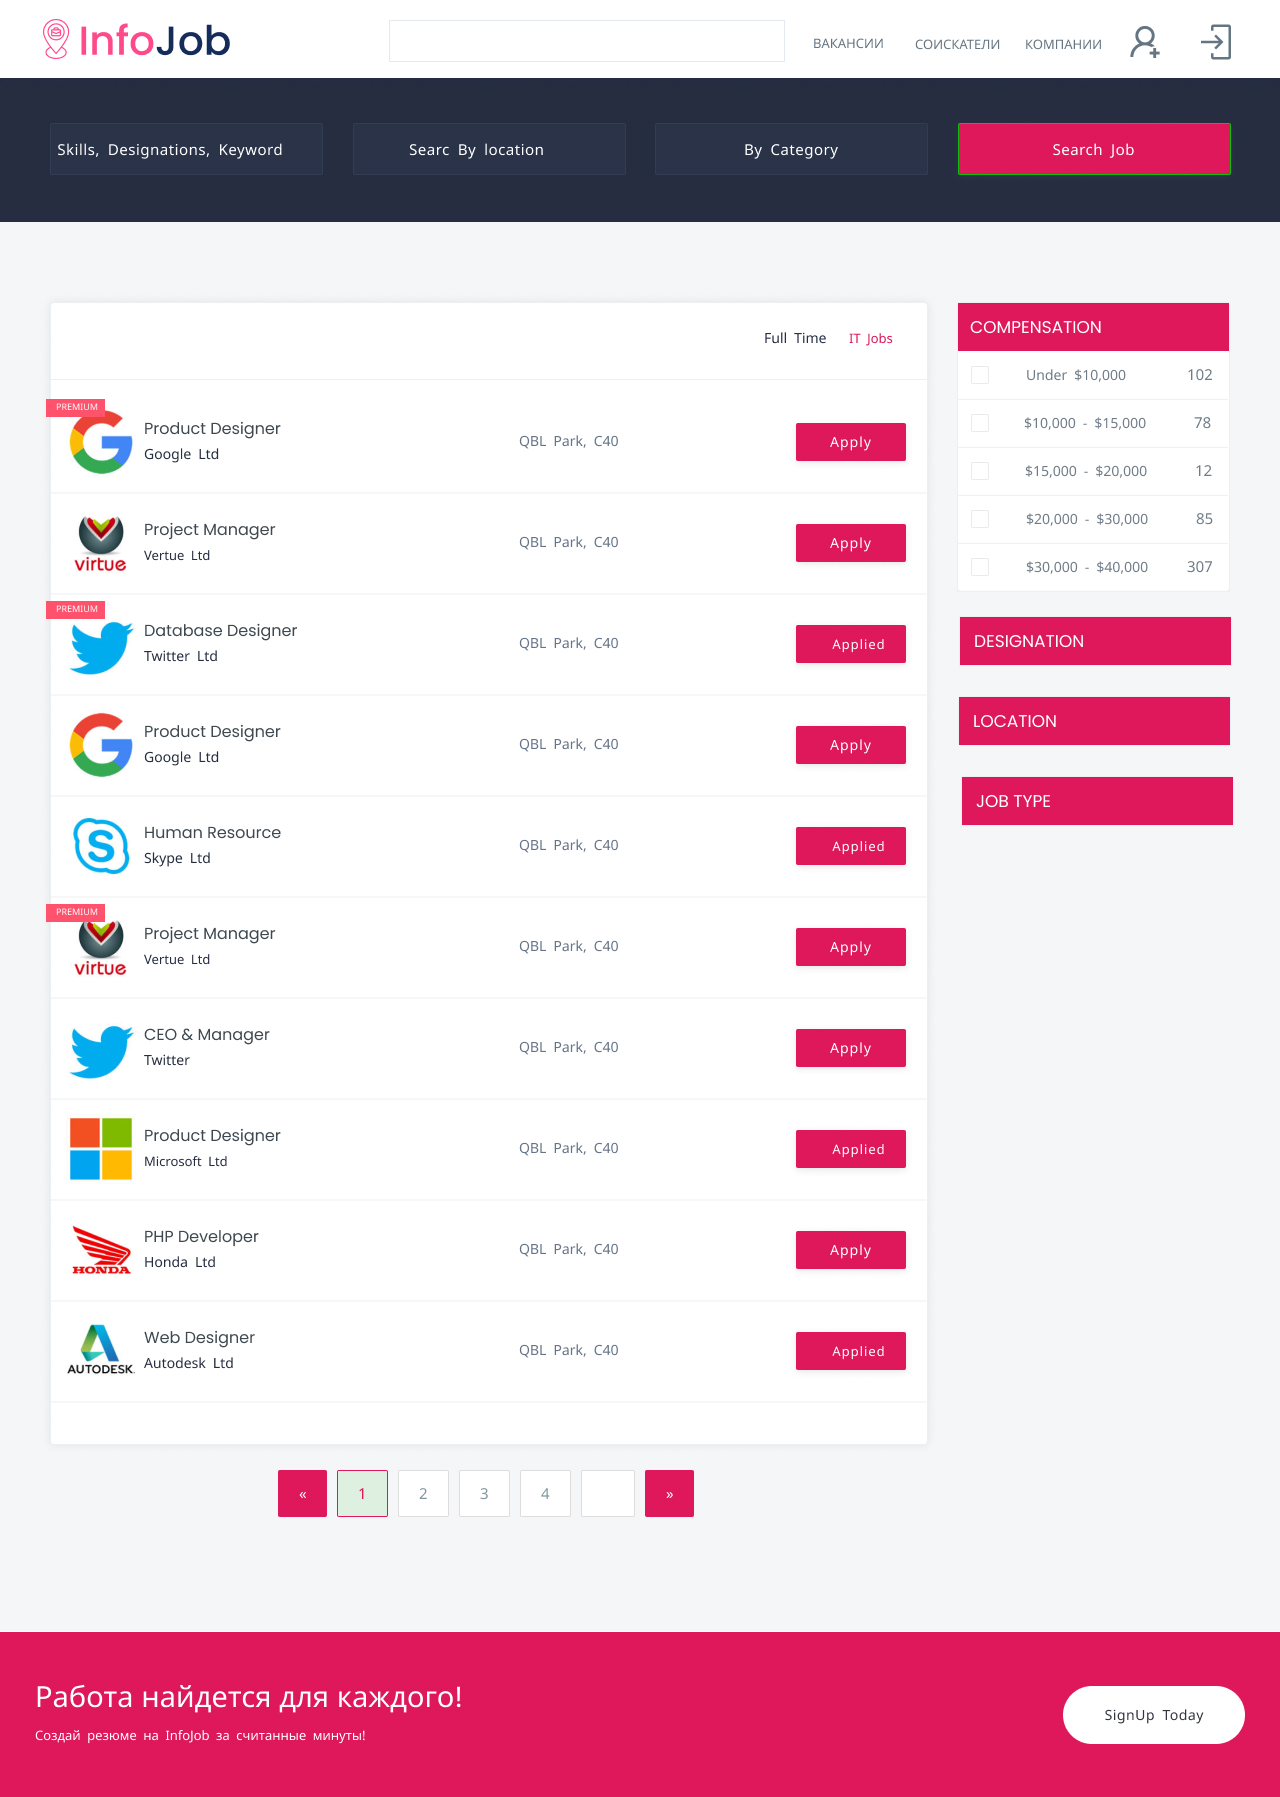 InfoJob
ВАКАНСИИ СОИСКАТЕЛИ КОМПАНИИ
Skills, Designations, Keyword
Searc By location
By Category
Search Job
Full Time IT Jobs
PREMIUM
Product Designer
Google Ltd
QBL Park, C40
Apply
virtue
Project Manager
Vertue Ltd
QBL Park, C40
Apply
PREMIUM
Database Designer
Twitter Ltd
QBL Park, C40
Applied
Product Designer
Google Ltd
QBL Park, C40
Apply
S
Human Resource
Skype Ltd
QBL Park, C40
Applied
PREMIUM
virtue
Project Manager
Vertue Ltd
QBL Park, C40
Apply
CEO & Manager
Twitter
QBL Park, C40
Apply
Product Designer
Microsoft Ltd
QBL Park, C40
Applied
HONDA
PHP Developer
Honda Ltd
QBL Park, C40
Apply
AUTODESK.
Web Designer
Autodesk Ltd
QBL Park, C40
Applied
« 1 2 3 4 »
COMPENSATION
Under $10,000 102
$10,000 - $15,000 78
$15,000 - $20,000 12
$20,000 - $30,000 85
$30,000 - $40,000 307
DESIGNATION
LOCATION
JOB TYPE
Работа найдется для каждого!
Создай резюме на InfoJob за считанные минуты!
SignUp Today